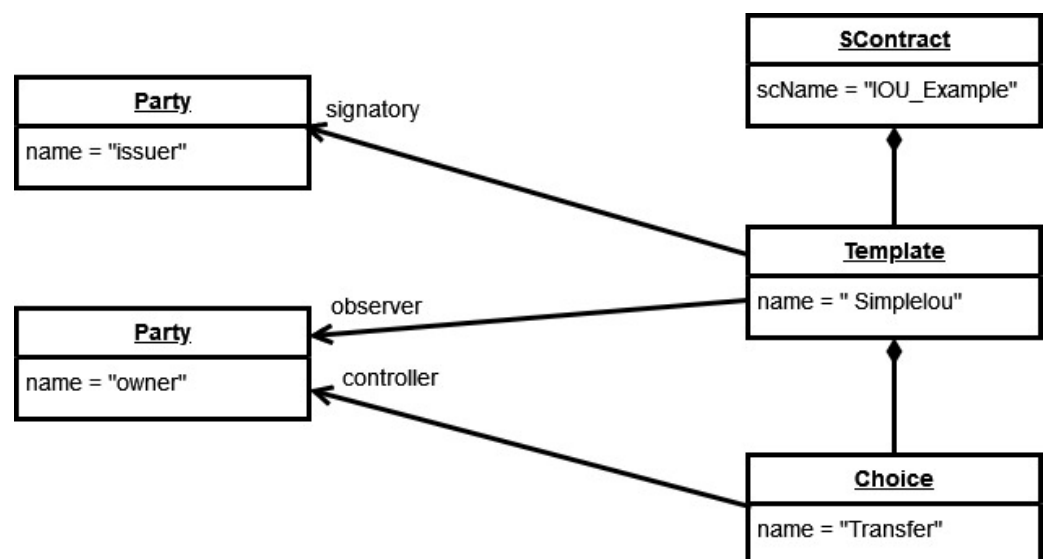 SContract
scName = "IOU_Example"
Party
name = "issuer"
signatory
Template
name = " SimpleIou"
observer
Party
name = "owner"
controller
Choice
name = "Transfer"